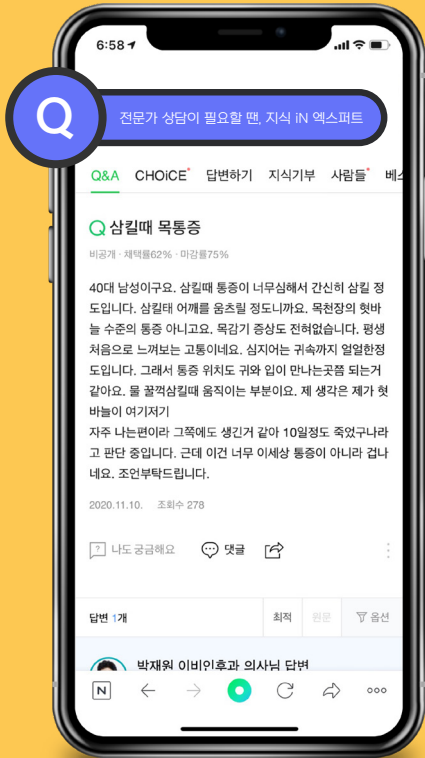 6:58
Q
전문가 상담이 필요할 땐, 지식 iN 엑스퍼트
Q&A CHOiCE 답변하기 지식기부 사람들 베스
Q 삼킬때 목통증
비공개 · 채택률62% · 마감률75%
40대 남성이구요. 삼킬때 통증이 너무심해서 간신히 삼킬 정
도입니다. 삼킬태 어깨를 움츠릴 정도니까요. 목천장의 혓바
늘 수준의 통증 아니고요. 목감기 증상도 전혀없습니다. 평생
처음으로 느껴보는 고통이네요. 심지어는 귀속까지 얼얼한정
도입니다. 그래서 통증 위치도 귀와 입이 만나는곳쯤 되는거
같아요. 물 꿀꺽삼킬때 움직이는 부분이요. 제 생각은 제가 혓
바늘이 여기저기
자주 나는편이라 그쪽에도 생긴거 같아 10일정도 죽었구나라
고 판단 중입니다. 근데 이건 너무 이세상 통증이 아니라 겁나
네요. 조언부탁드립니다.
2020.11.10. 조회수 278
? 나도 궁금해요 댓글
답변 1개 최적 원문 옵션
박재원 이비인후과 의사님 답변
N